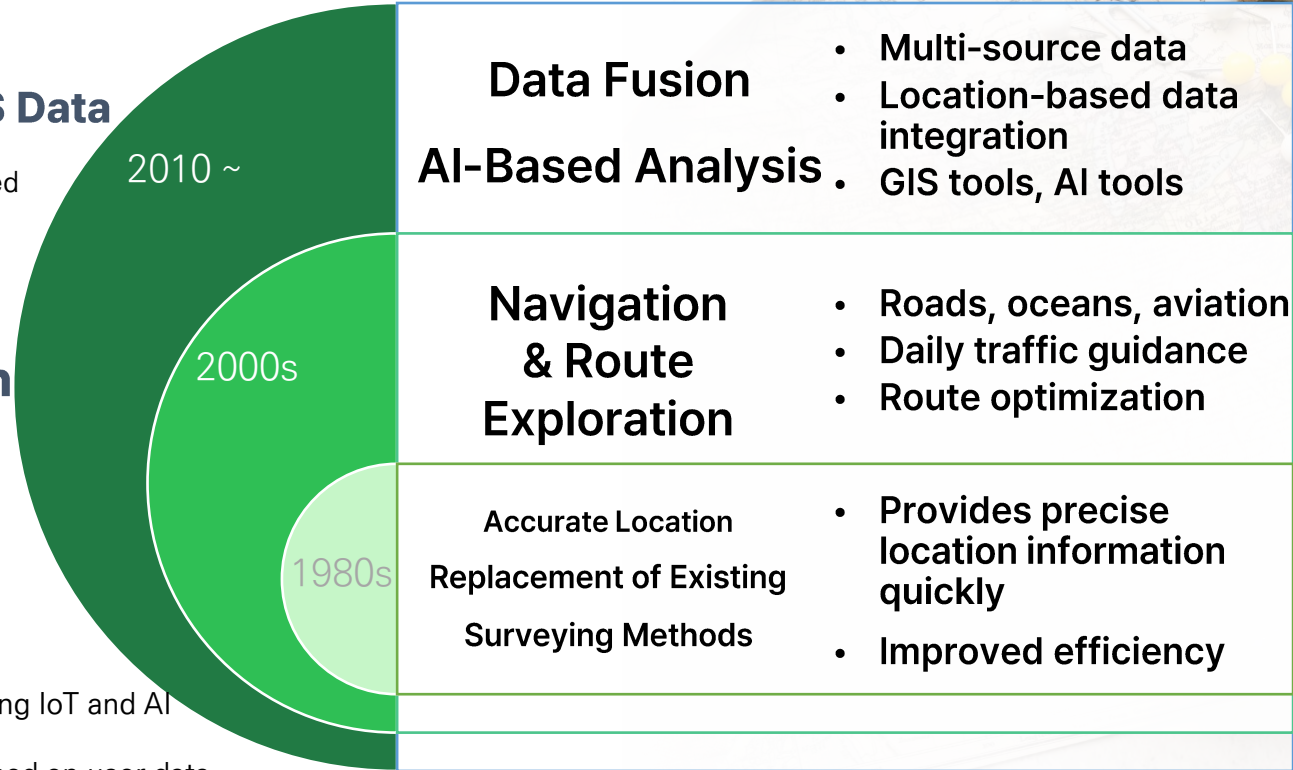 Data
ed
ng IoT and AI
2010 ~
Data Fusion
AI-Based Analysis
• Multi-source data
• Location-based data
integration
• GIS tools, AI tools
2000s
Navigation
& Route
Exploration
• Roads, oceans, aviation
• Daily traffic guidance
• Route optimization
1980s
Accurate Location
Replacement of Existing
Surveying Methods
• Provides precise
location information
quickly
• Improved efficiency